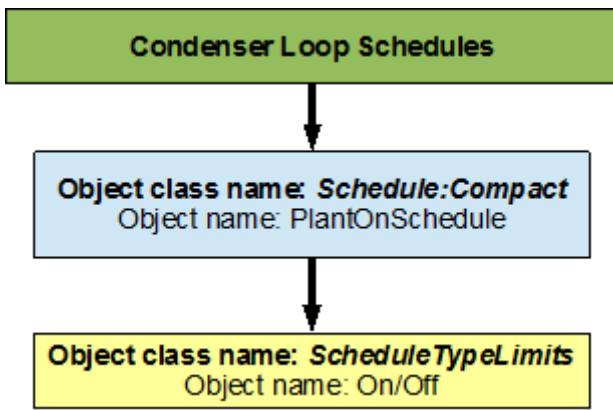 Condenser Loop Schedules
Object class name: Schedule:Compact
Object name: PlantOnSchedule
Object class name: ScheduleTypeLimits
Object name: On/Off